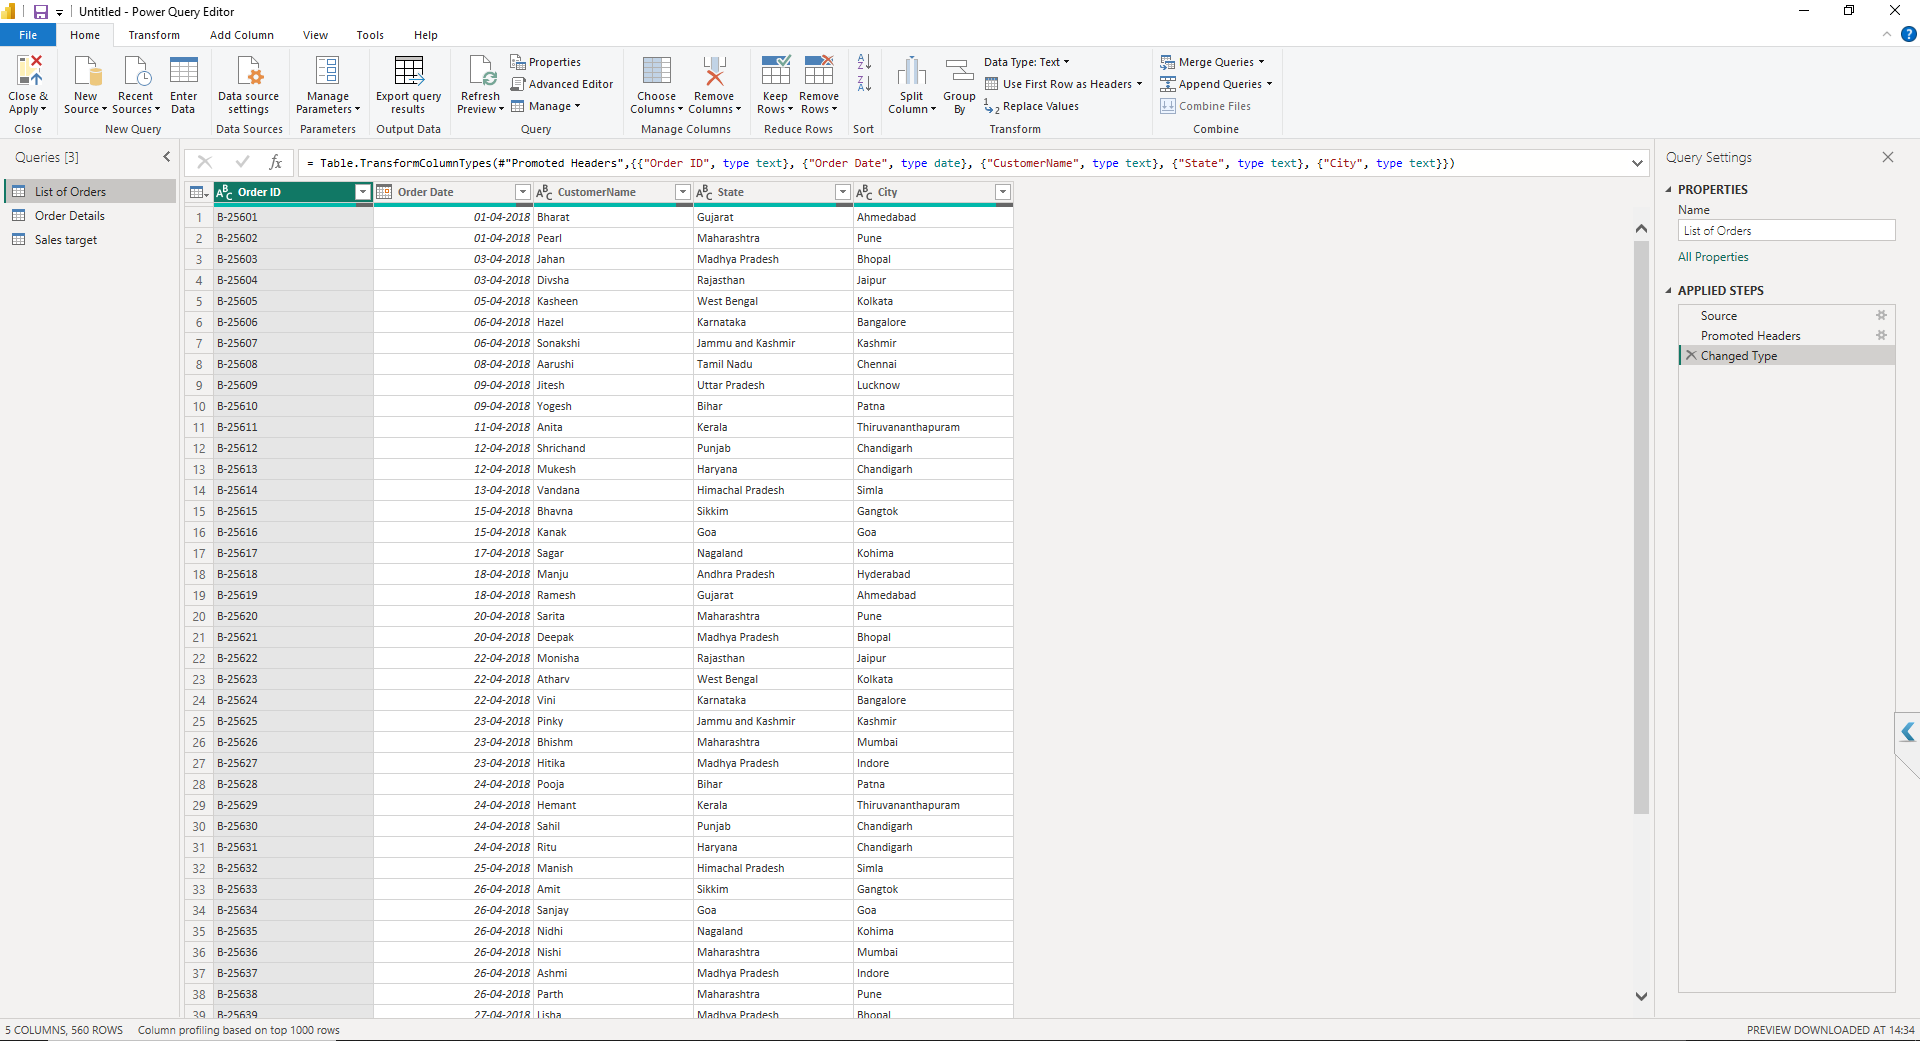 Untitled - Power Query Editor
File Home Transform Add Column View Tools Help
Close & Apply
Close
New Source
Recent Sources
Enter Data
New Query
Data source settings
Data Sources
Manage Parameters
Parameters
Export query results
Output Data
Refresh Preview
Properties
Advanced Editor
Manage
Query
Choose Columns
Remove Columns
Manage Columns
Keep Rows
Remove Rows
Reduce Rows
Sort
Split Column
Group By
Data Type: Text
Use First Row as Headers
Replace Values
Transform
Merge Queries
Append Queries
Combine Files
Combine
Queries [3]
List of Orders
Order Details
Sales target
fx
= Table.TransformColumnTypes(#"Promoted Headers",{{"Order ID", type text}, {"Order Date", type date}, {"CustomerName", type text}, {"State", type text}, {"City", type text}})
Order ID Order Date CustomerName State City
1 B-25601 01-04-2018 Bharat Gujarat Ahmedabad
2 B-25602 01-04-2018 Pearl Maharashtra Pune
3 B-25603 03-04-2018 Jahan Madhya Pradesh Bhopal
4 B-25604 03-04-2018 Divsha Rajasthan Jaipur
5 B-25605 05-04-2018 Kasheen West Bengal Kolkata
6 B-25606 06-04-2018 Hazel Karnataka Bangalore
7 B-25607 06-04-2018 Sonakshi Jammu and Kashmir Kashmir
8 B-25608 08-04-2018 Aarushi Tamil Nadu Chennai
9 B-25609 09-04-2018 Jitesh Uttar Pradesh Lucknow
10 B-25610 09-04-2018 Yogesh Bihar Patna
11 B-25611 11-04-2018 Anita Kerala Thiruvananthapuram
12 B-25612 12-04-2018 Shrichand Punjab Chandigarh
13 B-25613 12-04-2018 Mukesh Haryana Chandigarh
14 B-25614 13-04-2018 Vandana Himachal Pradesh Simla
15 B-25615 15-04-2018 Bhavna Sikkim Gangtok
16 B-25616 15-04-2018 Kanak Goa Goa
17 B-25617 17-04-2018 Sagar Nagaland Kohima
18 B-25618 18-04-2018 Manju Andhra Pradesh Hyderabad
19 B-25619 18-04-2018 Ramesh Gujarat Ahmedabad
20 B-25620 20-04-2018 Sarita Maharashtra Pune
21 B-25621 20-04-2018 Deepak Madhya Pradesh Bhopal
22 B-25622 22-04-2018 Monisha Rajasthan Jaipur
23 B-25623 22-04-2018 Atharv West Bengal Kolkata
24 B-25624 22-04-2018 Vini Karnataka Bangalore
25 B-25625 23-04-2018 Pinky Jammu and Kashmir Kashmir
26 B-25626 23-04-2018 Bhishm Maharashtra Mumbai
27 B-25627 23-04-2018 Hitika Madhya Pradesh Indore
28 B-25628 24-04-2018 Pooja Bihar Patna
29 B-25629 24-04-2018 Hemant Kerala Thiruvananthapuram
30 B-25630 24-04-2018 Sahil Punjab Chandigarh
31 B-25631 24-04-2018 Ritu Haryana Chandigarh
32 B-25632 25-04-2018 Manish Himachal Pradesh Simla
33 B-25633 26-04-2018 Amit Sikkim Gangtok
34 B-25634 26-04-2018 Sanjay Goa Goa
35 B-25635 26-04-2018 Nidhi Nagaland Kohima
36 B-25636 26-04-2018 Nishi Maharashtra Mumbai
37 B-25637 26-04-2018 Ashmi Madhya Pradesh Indore
38 B-25638 26-04-2018 Parth Maharashtra Pune
39 B-25639 27-04-2018 Lisha Madhya Pradesh Bhopal
Query Settings
PROPERTIES
Name
List of Orders
All Properties
APPLIED STEPS
Source
Promoted Headers
Changed Type
5 COLUMNS, 560 ROWS Column profiling based on top 1000 rows
PREVIEW DOWNLOADED AT 14:34